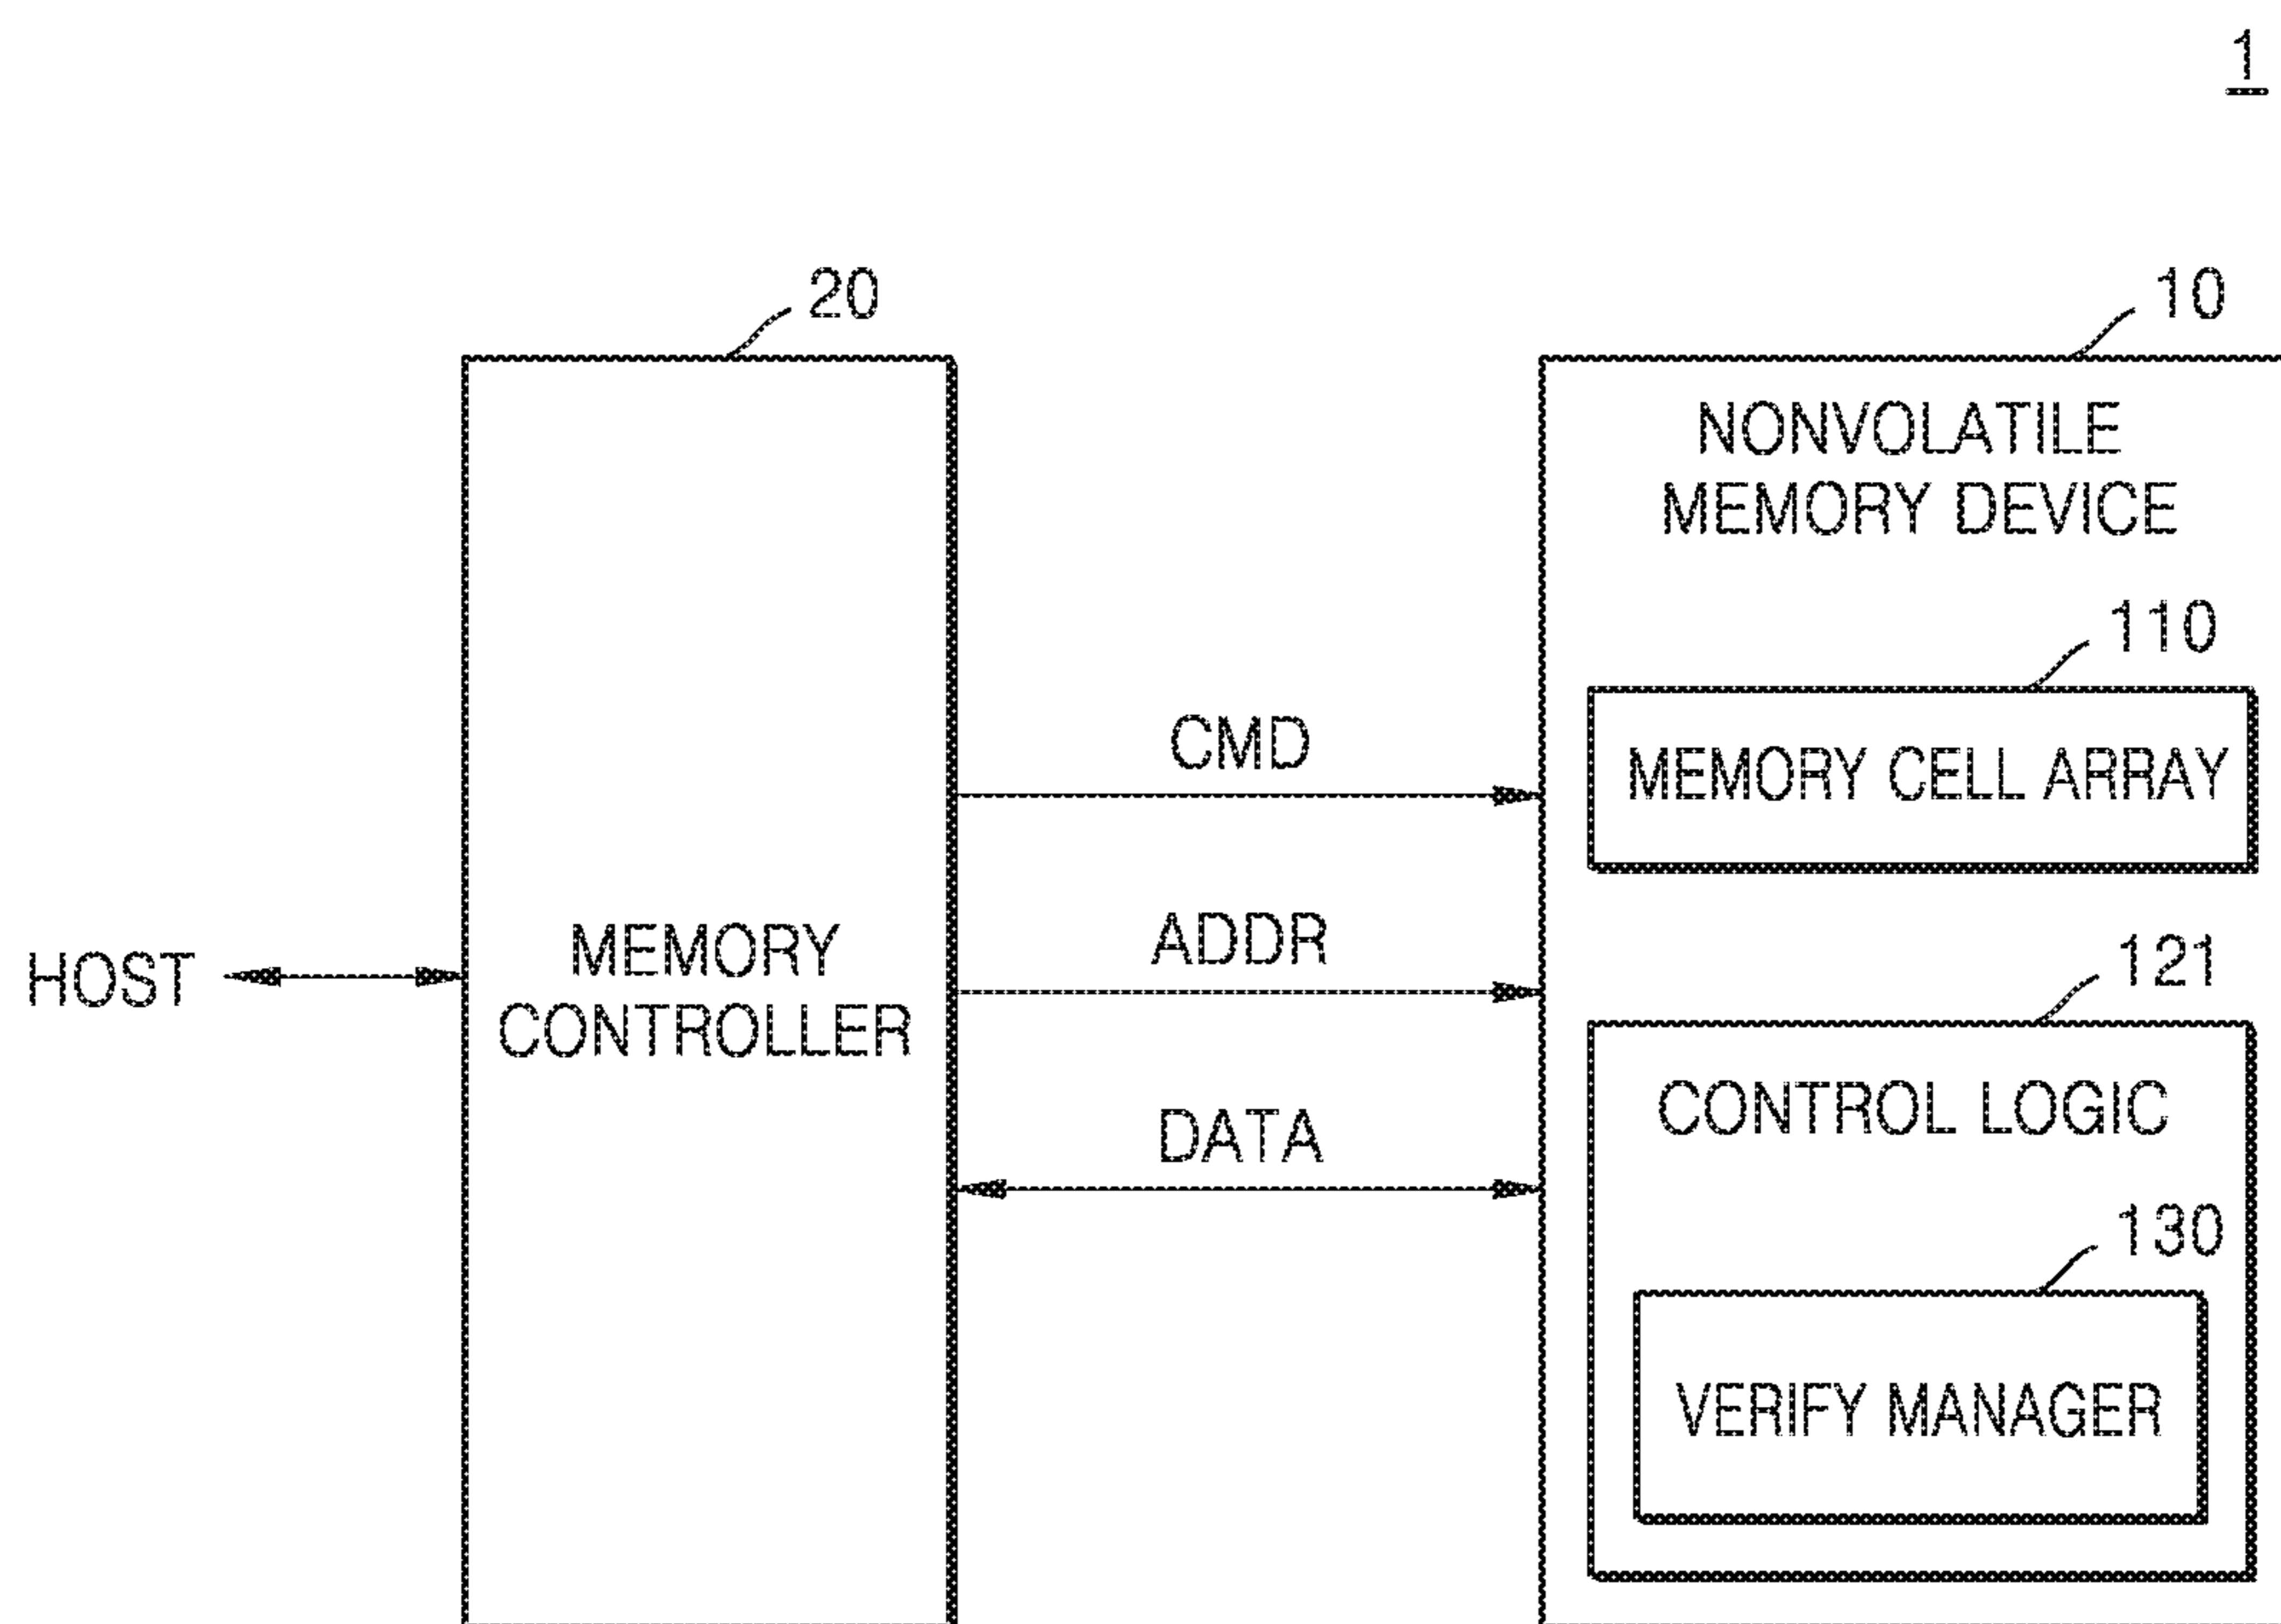 1
20
10
NONVOLATILE
MEMORY DEVICE
110
MEMORY CELL ARRAY
CMD
ADDR
DATA
HOST
MEMORY
CONTROLLER
121
CONTROL LOGIC
130
VERIFY MANAGER